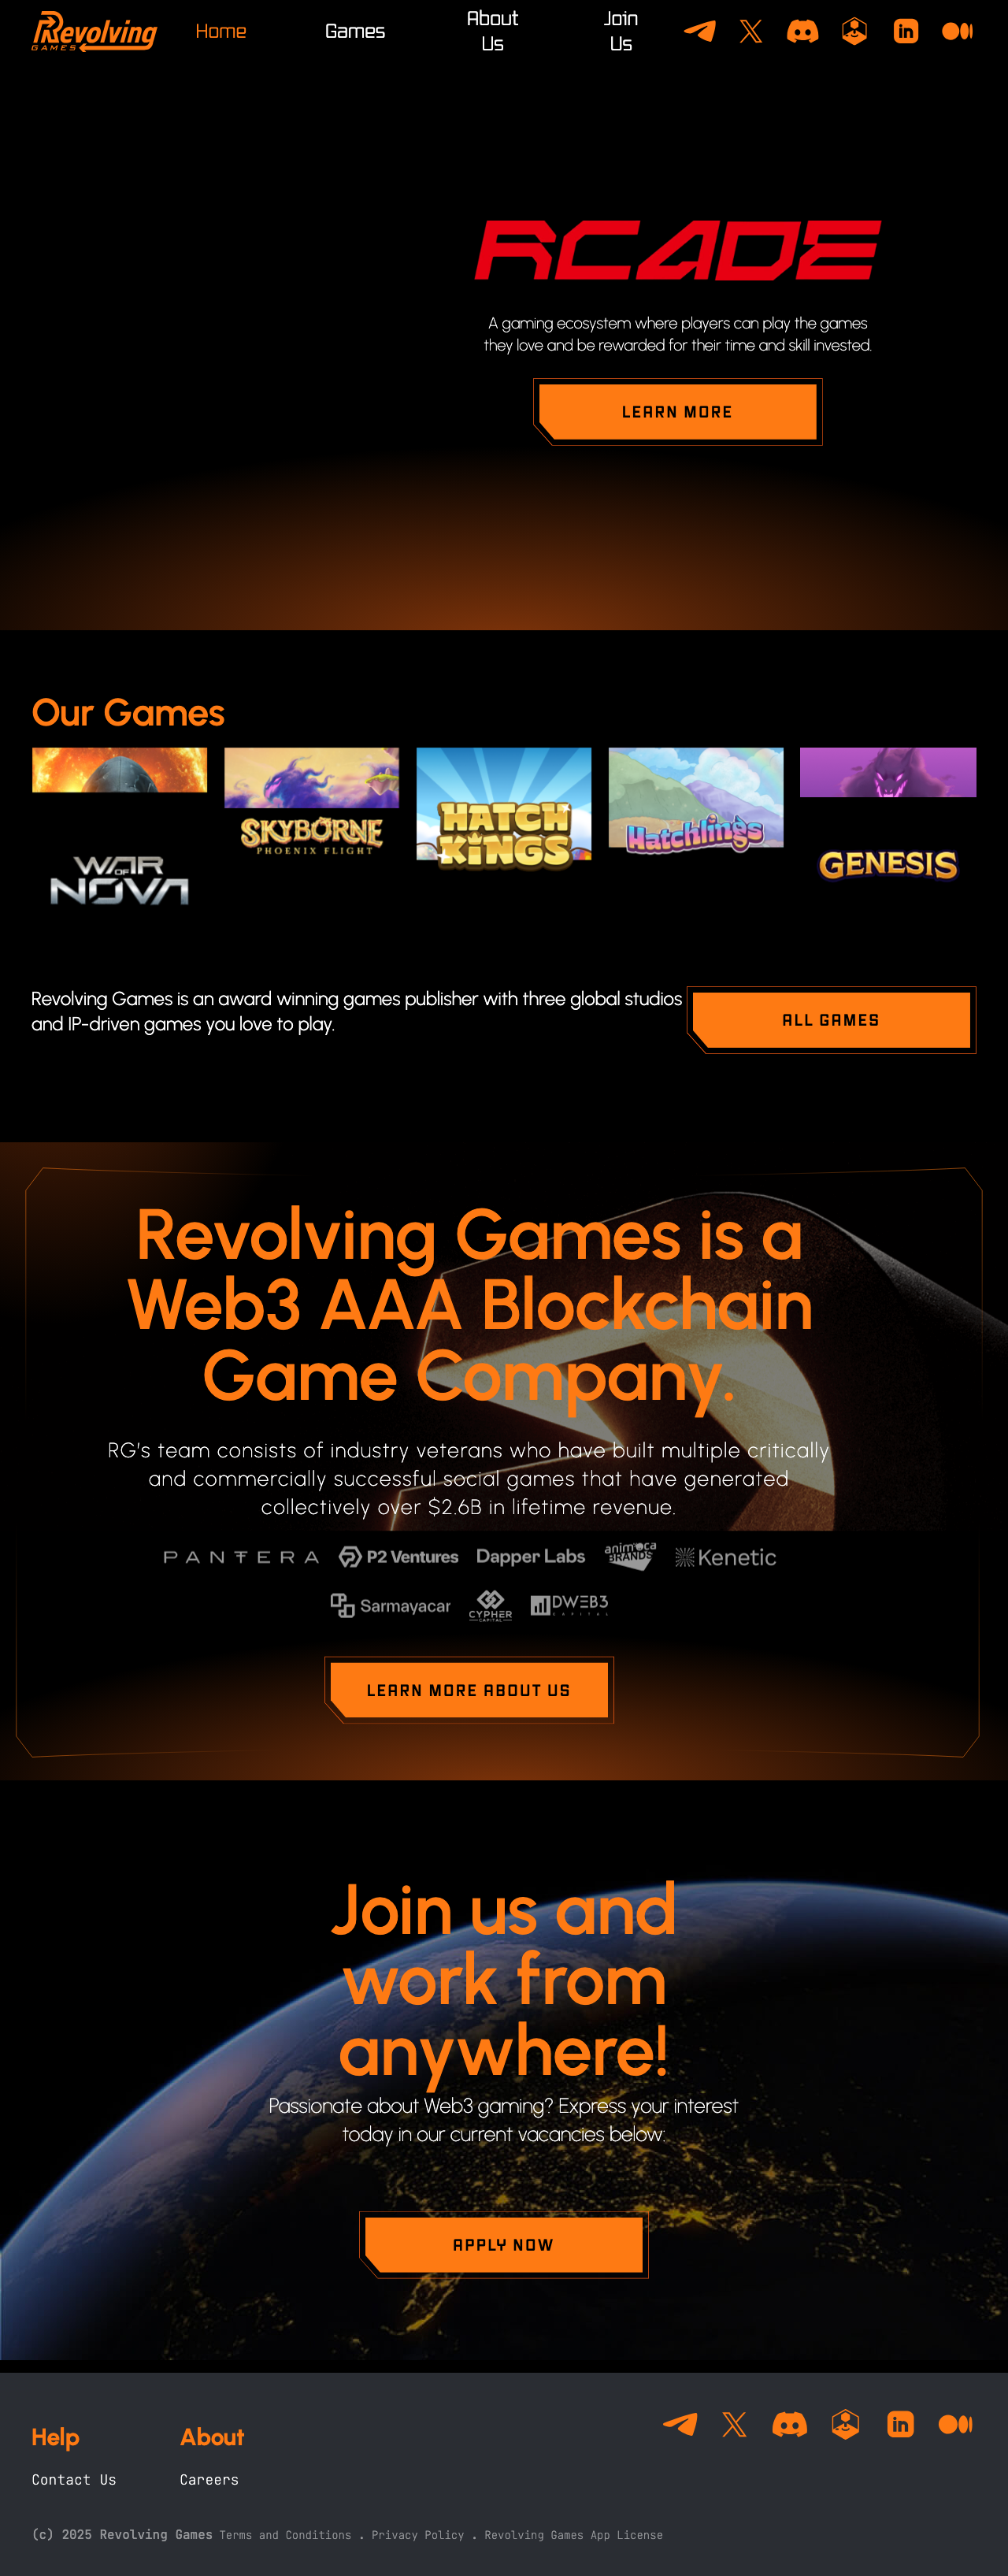 Revolving
GAMES
Home
Games
About
Us
Join
Us
RCADE
A gaming ecosystem where players can play the games
they love and be rewarded for their time and skill invested.
LEARN MORE
Our Games
WAR
OF
NOVA
SKYBORNE
PHOENIX FLIGHT
HATCH
KINGS
Hatchlings
GENESIS
Revolving Games is an award winning games publisher with three global studios
and IP-driven games you love to play.
ALL GAMES
Revolving Games is a
Web3 AAA Blockchain
Game Company.
RG's team consists of industry veterans who have built multiple critically
and commercially successful social games that have generated
collectively over $2.6B in lifetime revenue.
PANTERA
P2 Ventures
Dapper Labs
animoca
BRANDS
Kenetic
Sarmayacar
CYPHER
CAPITAL
DWEB3
CAPITAL
LEARN MORE ABOUT US
Join us and
work from
anywhere!
Passionate about Web3 gaming? Express your interest
today in our current vacancies below:
APPLY NOW
Help
About
Contact Us
Careers
(c) 2025 Revolving Games Terms and Conditions . Privacy Policy . Revolving Games App License